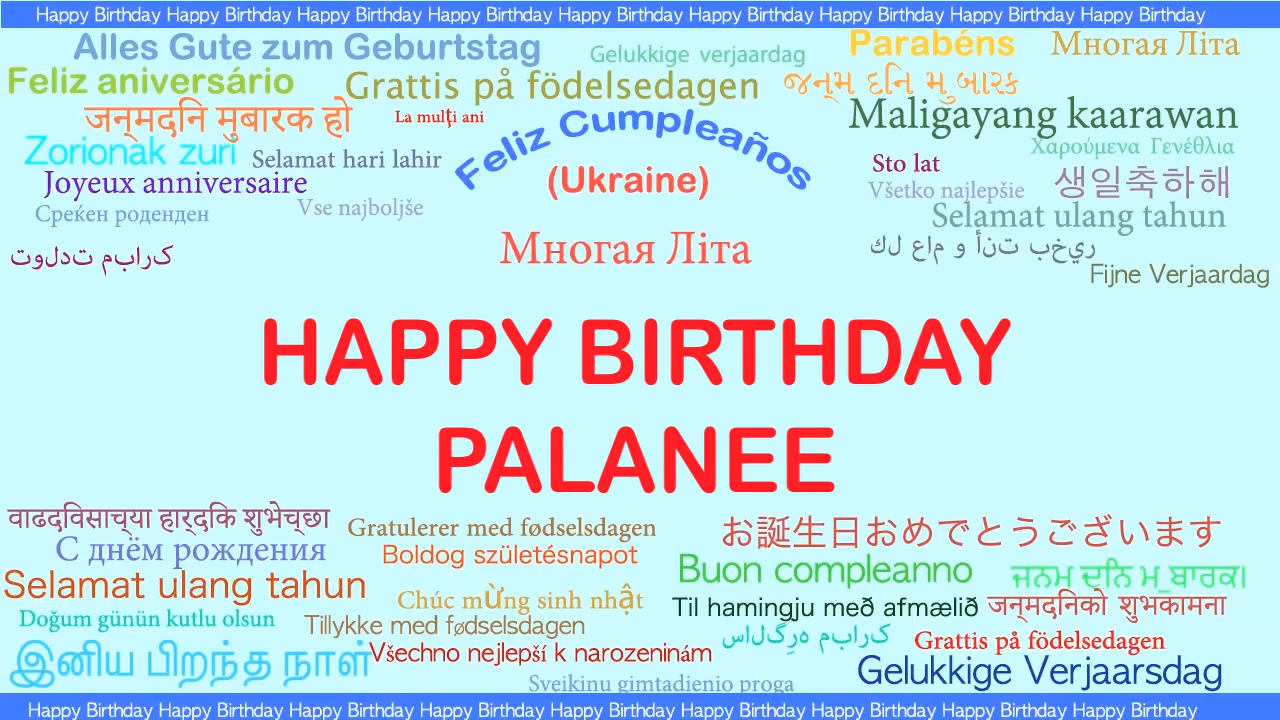 Happy Birthday Happy Birthday Happy Birthday Happy Birthday Happy Birthday Happy Birthday Happy Birthday Happy Birthday Happy Birthday
Alles Gute zum Geburtstag
Gelukkige verjaardag
Parabéns
Многая Літа
Feliz aniversário
Grattis på födelsedagen
જન્મ દનિ મુ બારક
जन्मदनि मुबारक हो
La mulţi ani
Feliz Cumpleaños
Maligayang kaarawan
Zorionak zuri
Selamat hari lahir
(Ukraine)
Sto lat
Χαρούμενα Γενέθλια
Joyeux anniversaire
Všetko najlepšie
생일축하해
Среќен роденден
Vse najboljše
Selamat ulang tahun
Многая Літа
تولدت مبارک
كل عام و أنت بخير
Fijne Verjaardag
HAPPY BIRTHDAY
PALANEE
वाढदविसाच्या हार्दकि शुभेच्छा
Gratulerer med fødselsdagen
お誕生日おめでとうございます
С днём рождения
Boldog születésnapot
Selamat ulang tahun
Buon compleanno
ਜਨਮ ਦਨਿ ਮੁਬਾਰਕ।
Chúc mừng sinh nhật
Til hamingju með afmælið
जन्मदनिको शुभकामना
Doğum günün kutlu olsun
Tillykke med fødselsdagen
سالگرہ مبارک
Grattis på födelsedagen
இனிய பிறந்த நாள்
Všechno nejlepší k narozeninám
Gelukkige Verjaarsdag
Sveikinu gimtadienio proga
Happy Birthday Happy Birthday Happy Birthday Happy Birthday Happy Birthday Happy Birthday Happy Birthday Happy Birthday Happy Birthday